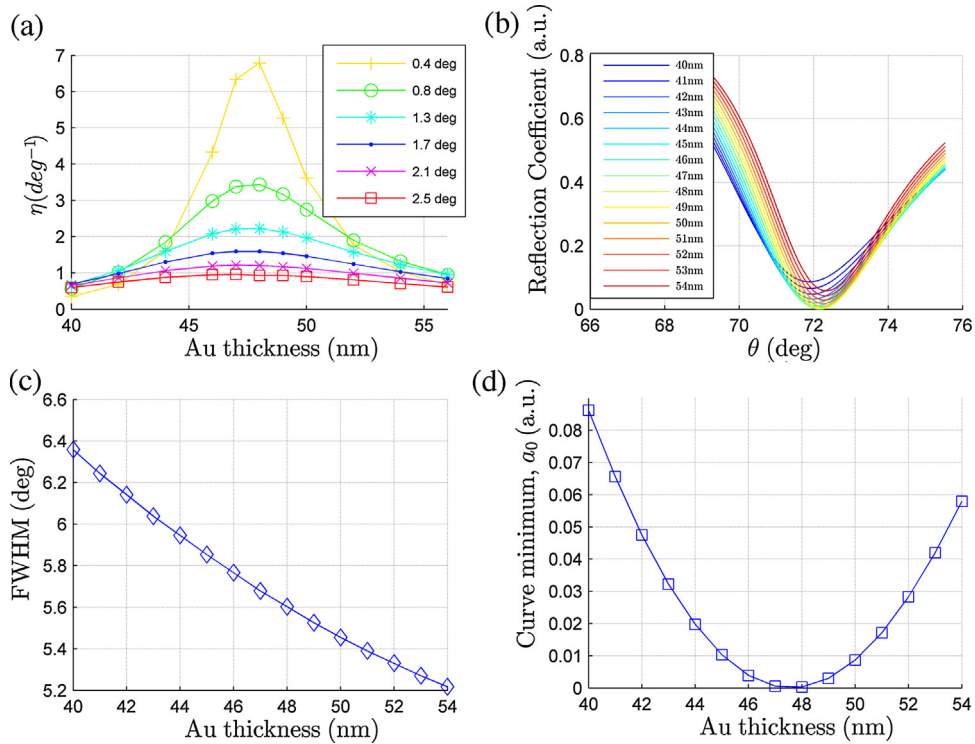 (a)
η(deg⁻¹)
7
6
5
4
3
2
1
0
40
45
50
55
Au thickness (nm)
0.4 deg
0.8 deg
1.3 deg
1.7 deg
2.1 deg
2.5 deg
(b)
Reflection Coefficient (a.u.)
0.8
0.6
0.4
0.2
0
66
68
70
72
74
76
θ (deg)
40nm
41nm
42nm
43nm
44nm
45nm
46nm
47nm
48nm
49nm
50nm
51nm
52nm
53nm
54nm
(c)
FWHM (deg)
6.6
6.4
6.2
6
5.8
5.6
5.4
5.2
40
42
44
46
48
50
52
54
Au thickness (nm)
(d)
Curve minimum, a₀ (a.u.)
0.08
0.07
0.06
0.05
0.04
0.03
0.02
0.01
0
40
42
44
46
48
50
52
54
Au thickness (nm)